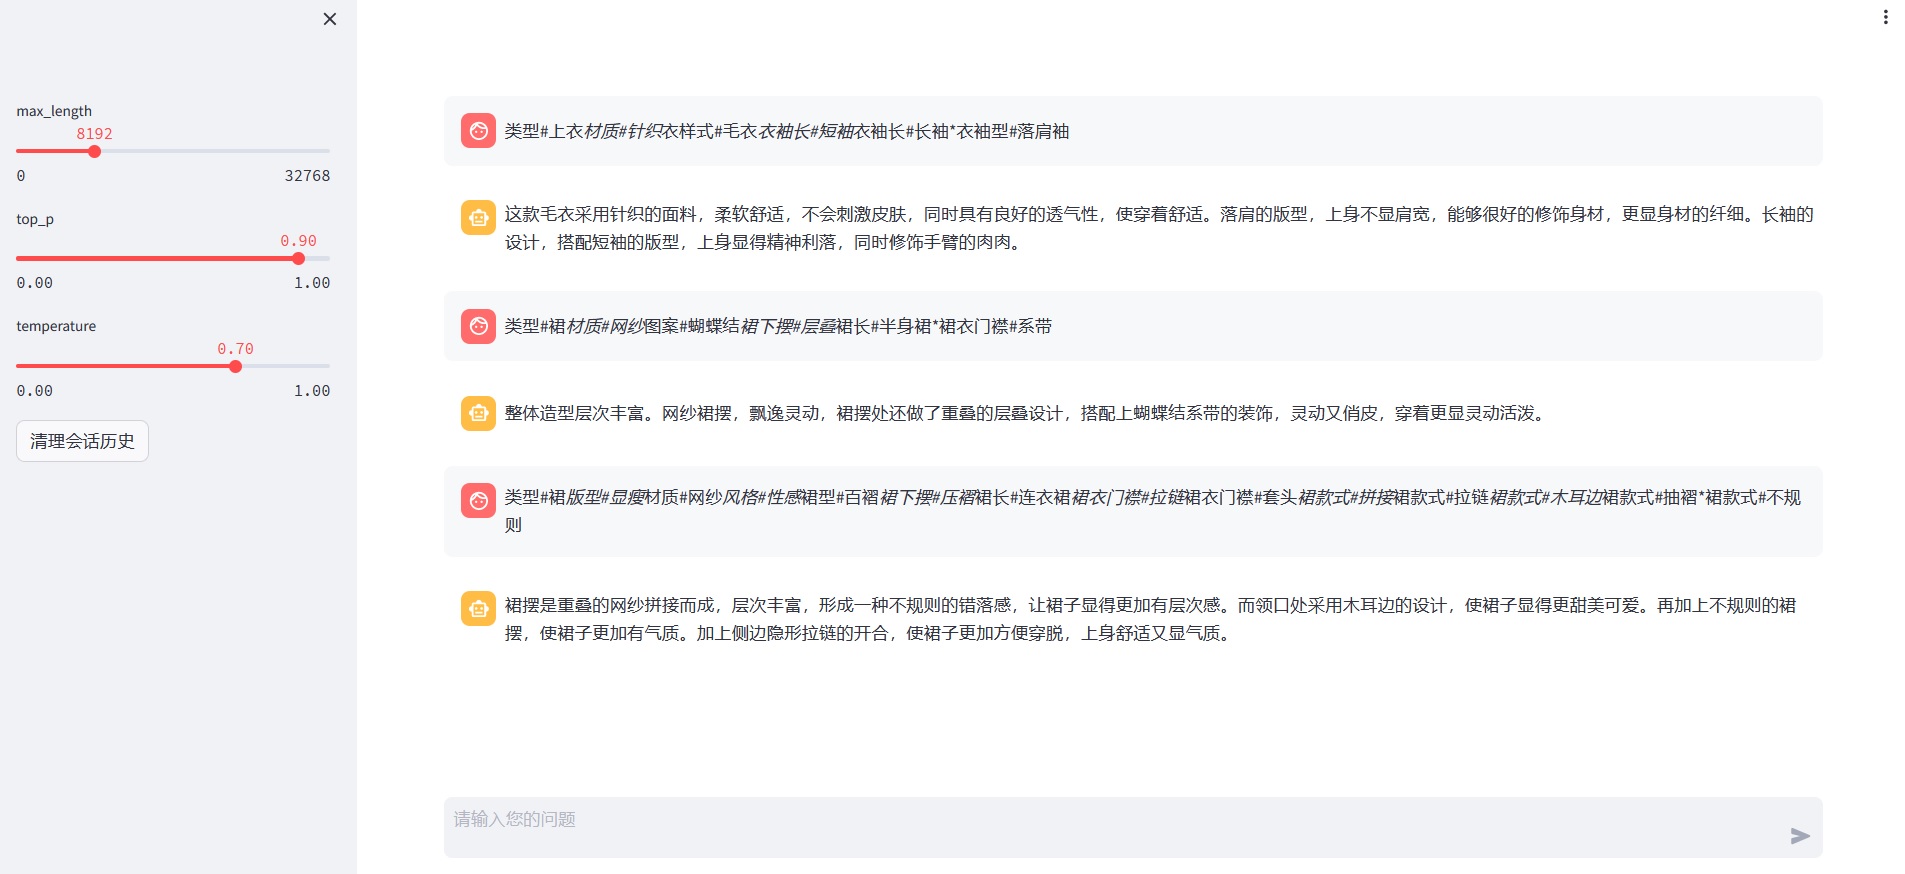 max_length
8192
0 32768
top_p
0.90
0.00 1.00
temperature
0.70
0.00 1.00
清理会话历史
类型#上衣材质#针织衣样式#毛衣衣袖长#短袖衣袖长#长袖*衣袖型#落肩袖
这款毛衣采用针织的面料，柔软舒适，不会刺激皮肤，同时具有良好的透气性，使穿着舒适。落肩的版型，上身不显肩宽，能够很好的修饰身材，更显身材的纤细。长袖的
设计，搭配短袖的版型，上身显得精神利落，同时修饰手臂的肉肉。
类型#裙材质#网纱图案#蝴蝶结裙下摆#层叠裙长#半身裙*裙衣门襟#系带
整体造型层次丰富。网纱裙摆，飘逸灵动，裙摆处还做了重叠的层叠设计，搭配上蝴蝶结系带的装饰，灵动又俏皮，穿着更显灵动活泼。
类型#裙版型#显瘦材质#网纱风格#性感裙型#百褶裙下摆#压褶裙长#连衣裙裙衣门襟#拉链裙衣门襟#套头裙款式#拼接裙款式#拉链裙款式#木耳边裙款式#抽褶*裙款式#不规
则
裙摆是重叠的网纱拼接而成，层次丰富，形成一种不规则的错落感，让裙子显得更加有层次感。而领口处采用木耳边的设计，使裙子显得更甜美可爱。再加上不规则的裙
摆，使裙子更加有气质。加上侧边隐形拉链的开合，使裙子更加方便穿脱，上身舒适又显气质。
请输入您的问题